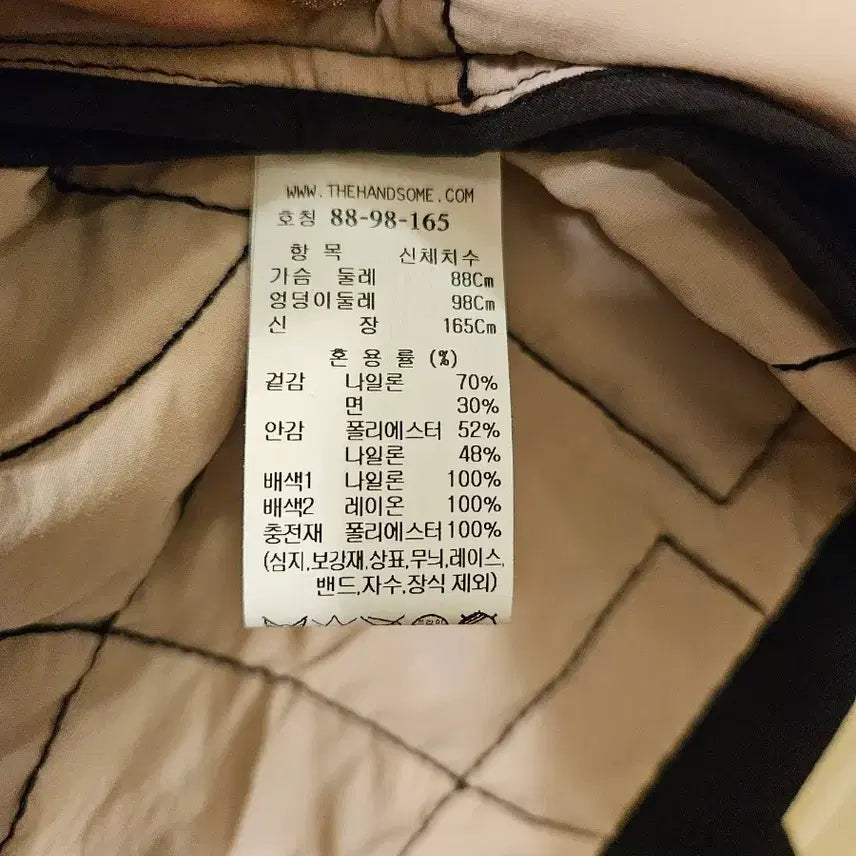 WWW.THEHANDSOME.COM
호칭 88-98-165
항 목 신체치수
가슴 둘레 88Cm
엉덩이둘레 98Cm
신 장 165Cm
혼 용 률 (%)
겉감 나일론 70%
면 30%
안감 폴리에스터 52%
나일론 48%
배색1 나일론 100%
배색2 레이온 100%
충전재 폴리에스터 100%
(심지,보강재,상표,무늬,레이스,
밴드,자수,장식 제외)